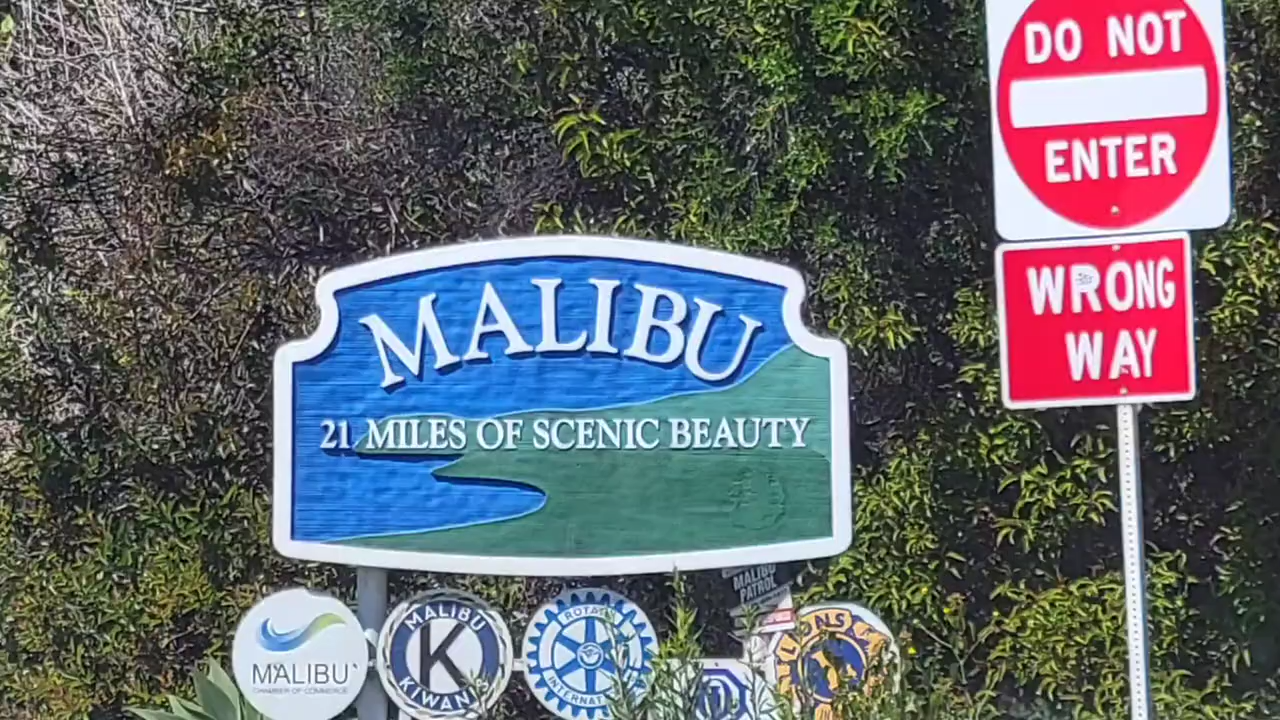 DO NOT
ENTER
WRONG
WAY
MALIBU
21 MILES OF SCENIC BEAUTY
MALIBU
PATROL
MALIBU
CHAMBER OF COMMERCE
MALIBU
K
KIWANIS
ROTARY
INTERNATIONAL
LIONS